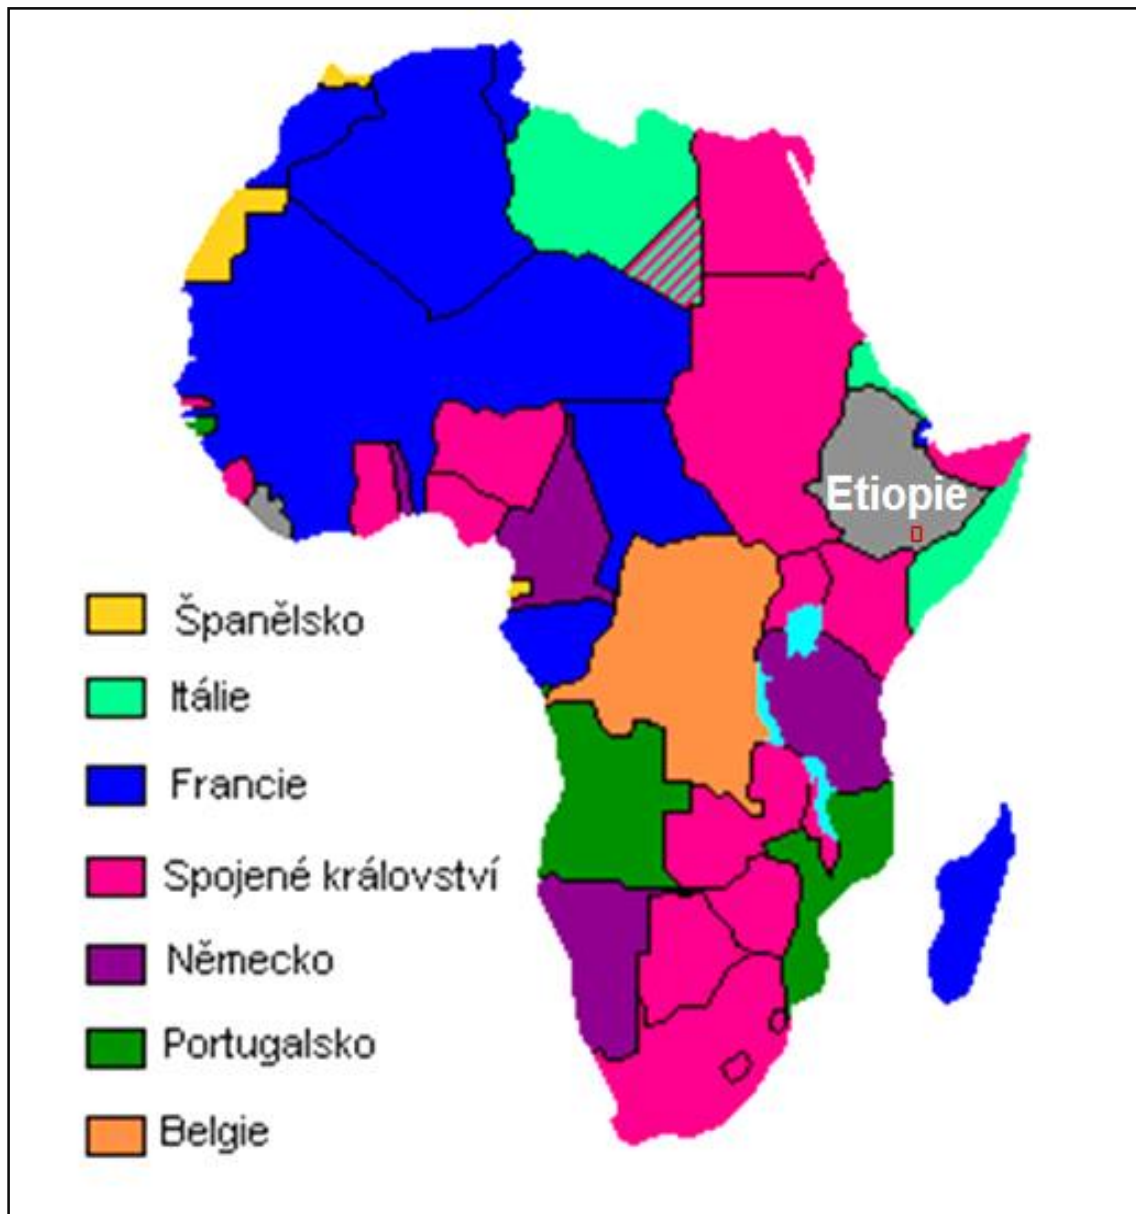 Etiopie
Španělsko
Itálie
Francie
Spojené království
Německo
Portugalsko
Belgie